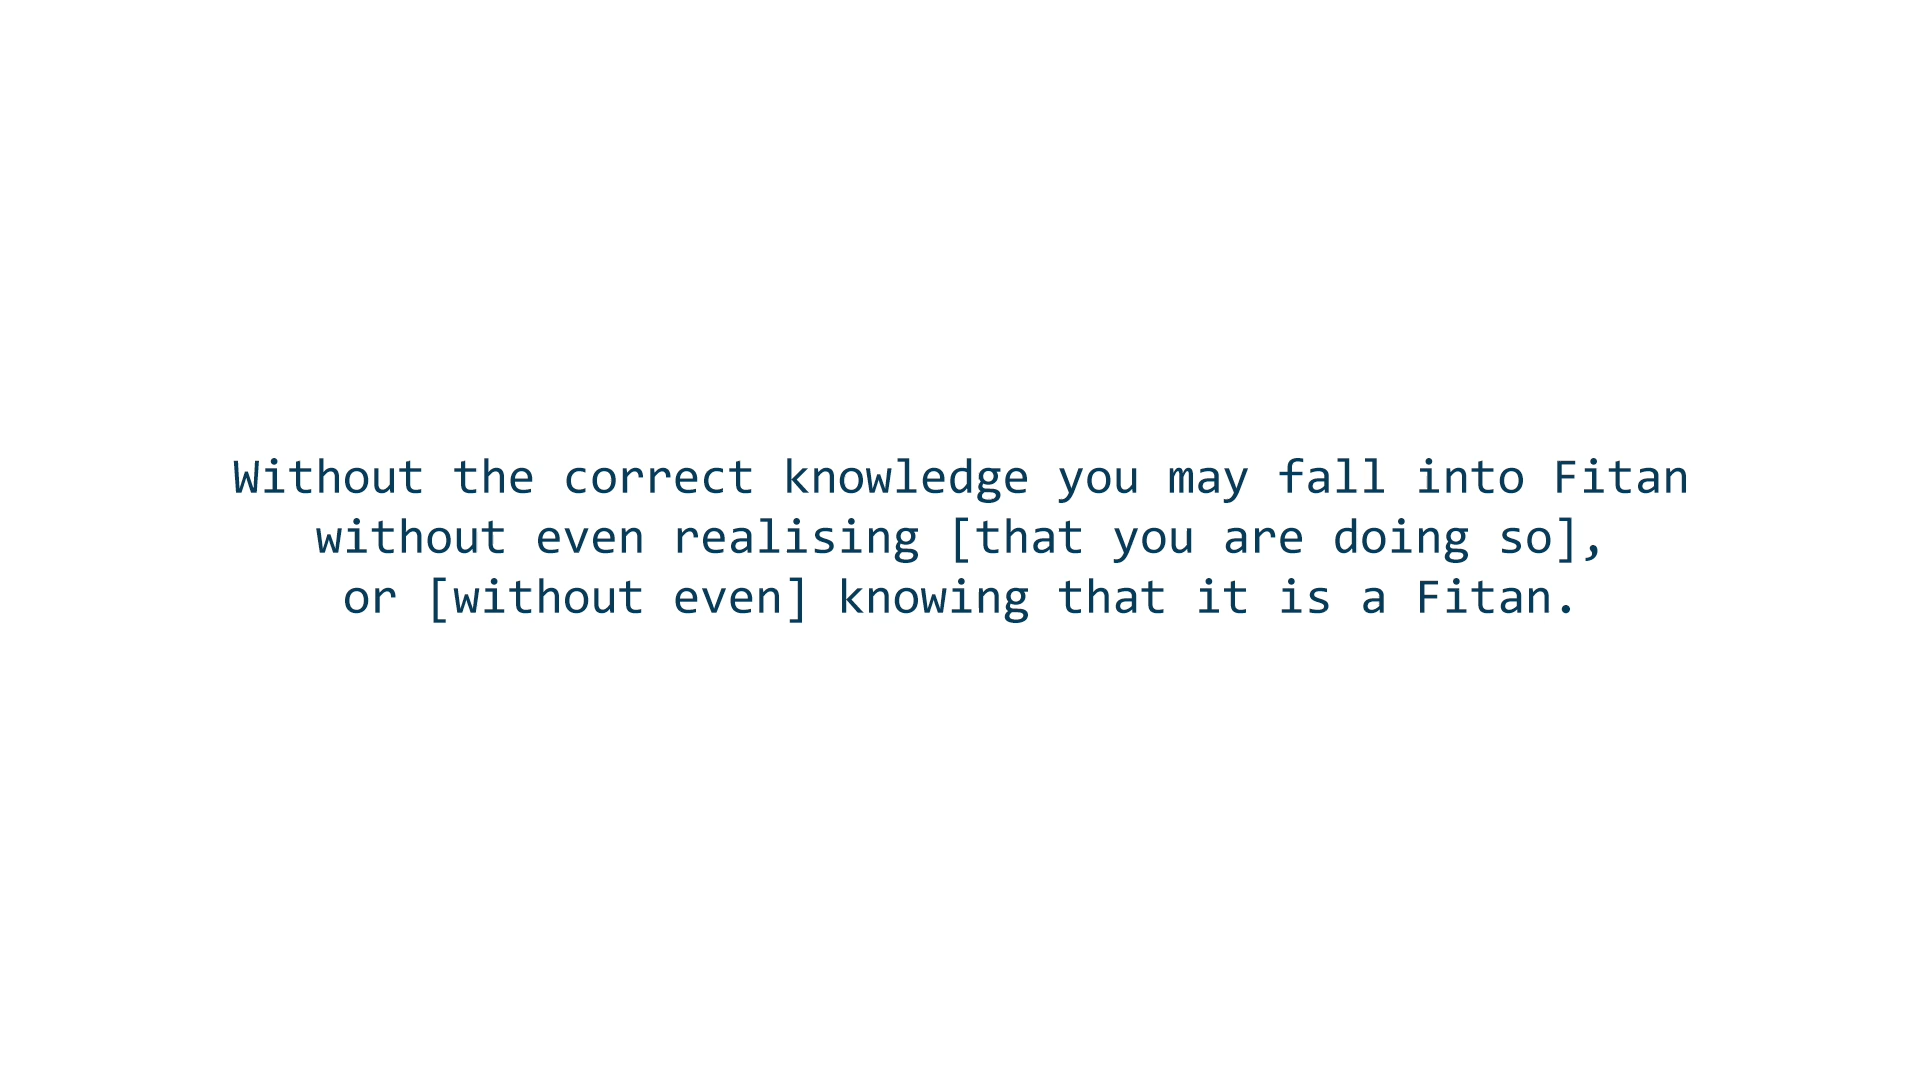 Without the correct knowledge you may fall into Fitan
without even realising [that you are doing so],
or [without even] knowing that it is a Fitan.